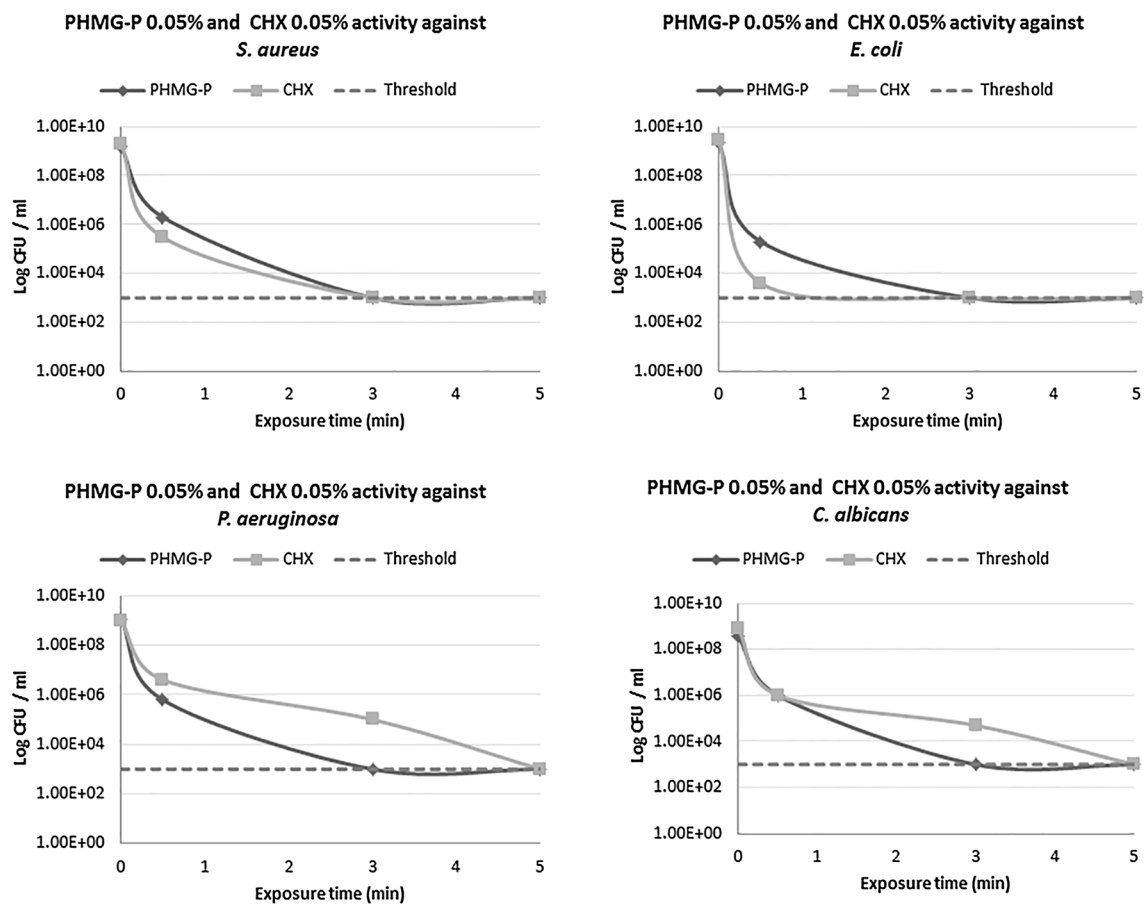 PHMG-P 0.05% and CHX 0.05% activity against
S. aureus
PHMG-P CHX Threshold
Log CFU / ml
1.00E+10
1.00E+08
1.00E+06
1.00E+04
1.00E+02
1.00E+00
0 1 2 3 4 5
Exposure time (min)
PHMG-P 0.05% and CHX 0.05% activity against
E. coli
PHMG-P CHX Threshold
Log CFU / ml
1.00E+10
1.00E+08
1.00E+06
1.00E+04
1.00E+02
1.00E+00
0 1 2 3 4 5
Exposure time (min)
PHMG-P 0.05% and CHX 0.05% activity against
P. aeruginosa
PHMG-P CHX Threshold
Log CFU / ml
1.00E+10
1.00E+08
1.00E+06
1.00E+04
1.00E+02
1.00E+00
0 1 2 3 4 5
Exposure time (min)
PHMG-P 0.05% and CHX 0.05% activity against
C. albicans
PHMG-P CHX Threshold
Log CFU / ml
1.00E+10
1.00E+08
1.00E+06
1.00E+04
1.00E+02
1.00E+00
0 1 2 3 4 5
Exposure time (min)